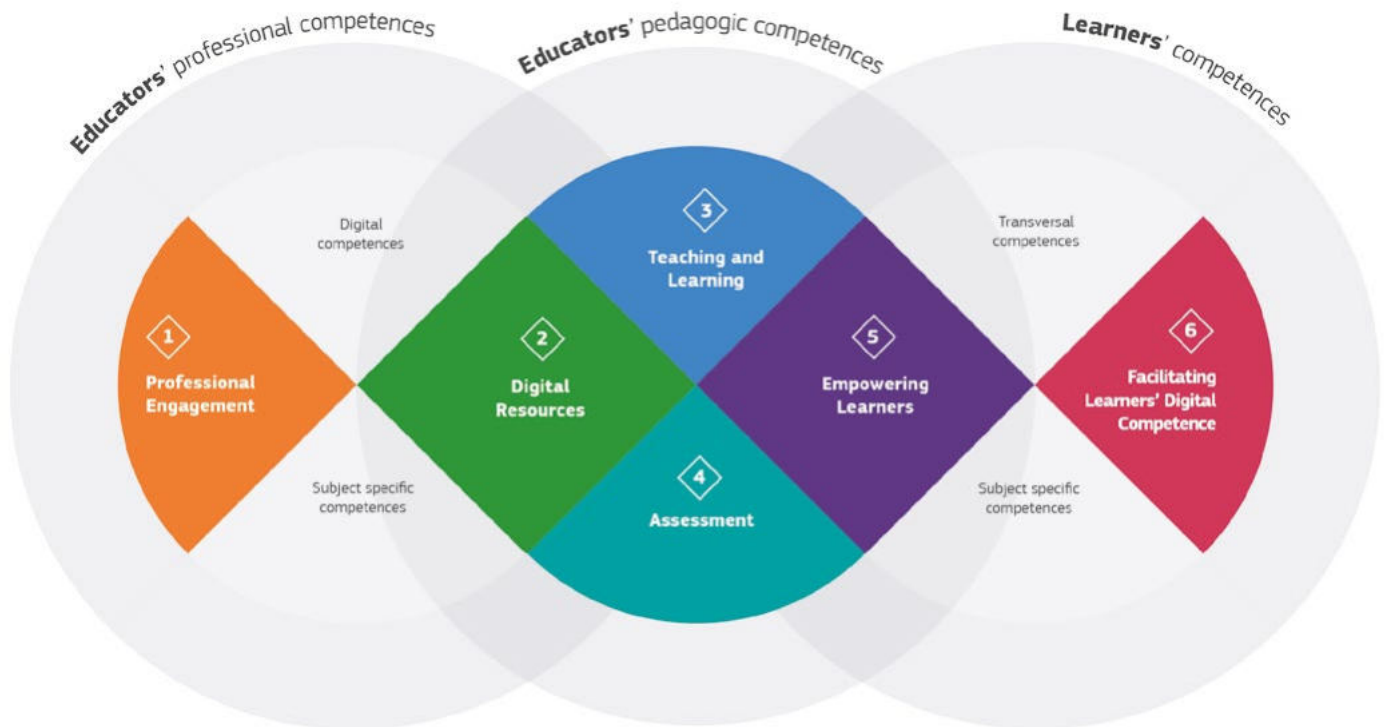 Educators' professional competences
Educators' pedagogic competences
Learners' competences
Digital
competences
Subject specific
competences
1
Professional
Engagement
2
Digital
Resources
3
Teaching and
Learning
4
Assessment
5
Empowering
Learners
Transversal
competences
Subject specific
competences
6
Facilitating
Learners' Digital
Competence